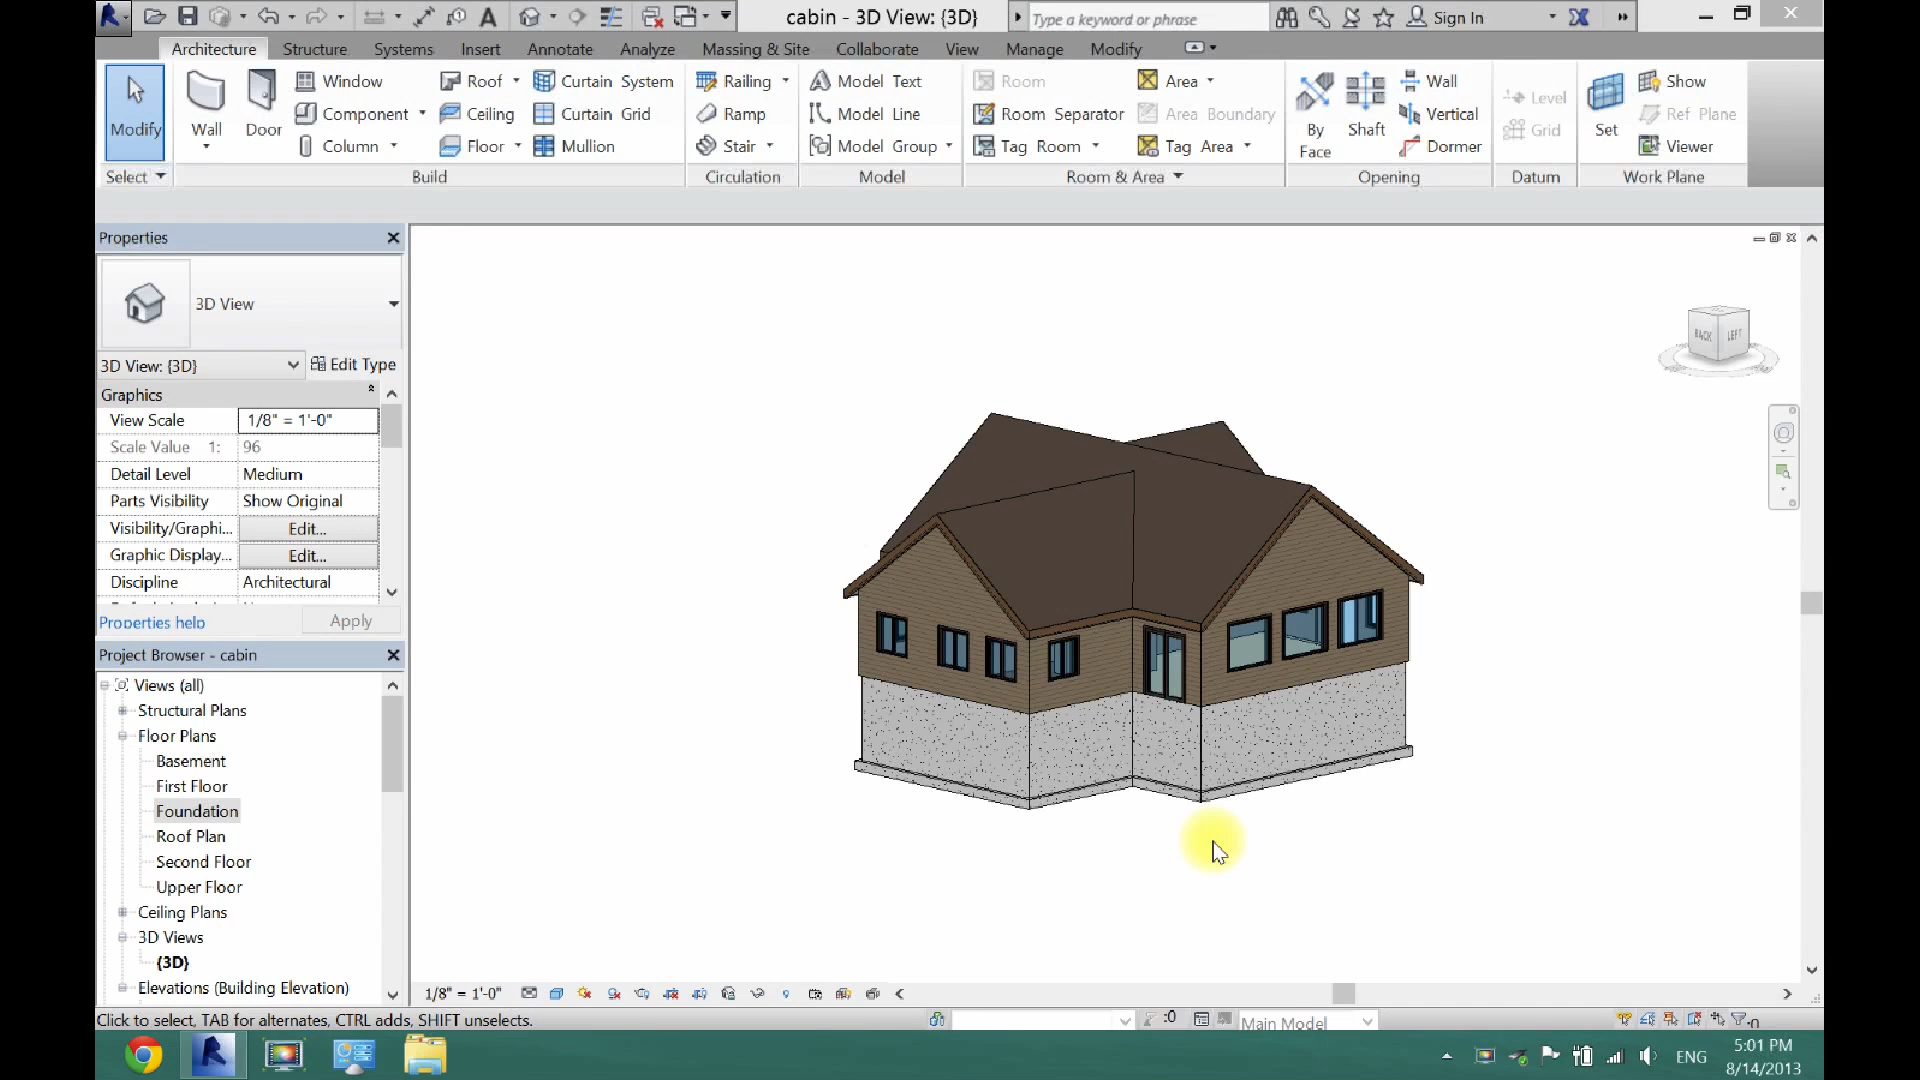 cabin - 3D View: {3D}
Type a keyword or phrase
Sign In
Architecture Structure Systems Insert Annotate Analyze Massing & Site Collaborate View Manage Modify
Modify
Wall
Door
Window
Component
Column
Roof
Ceiling
Floor
Curtain System
Curtain Grid
Mullion
Railing
Ramp
Stair
Model Text
Model Line
Model Group
Room
Room Separator
Tag Room
Area
Area Boundary
Tag Area
By
Face
Shaft
Wall
Vertical
Dormer
Level
Grid
Set
Show
Ref Plane
Viewer
Select Build Circulation Model Room & Area Opening Datum Work Plane
Properties
3D View
3D View: {3D} Edit Type
Graphics
View Scale 1/8" = 1'-0"
Scale Value 1: 96
Detail Level Medium
Parts Visibility Show Original
Visibility/Graphi... Edit...
Graphic Display... Edit...
Discipline Architectural
Properties help Apply
Project Browser - cabin
Views (all)
Structural Plans
Floor Plans
Basement
First Floor
Foundation
Roof Plan
Second Floor
Upper Floor
Ceiling Plans
3D Views
{3D}
Elevations (Building Elevation)
BACK LEFT
1/8" = 1'-0"
Click to select, TAB for alternates, CTRL adds, SHIFT unselects.
:0
Main Model
:0
ENG
5:01 PM
8/14/2013